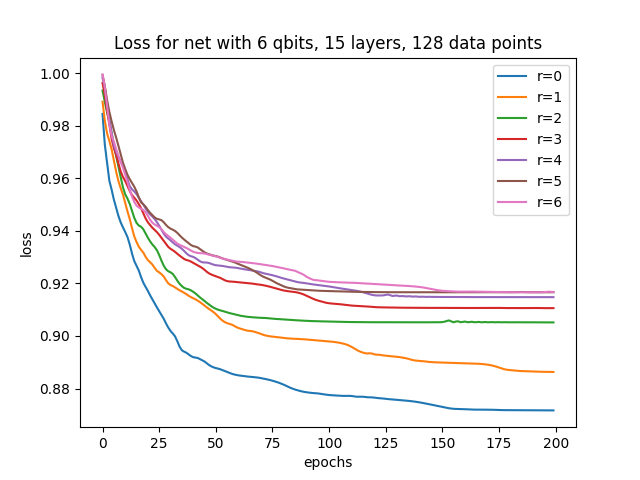 Loss for net with 6 qbits, 15 layers, 128 data points
1.00
0.98
0.96
0.94
0.92
0.90
0.88
loss
r=0
r=1
r=2
r=3
r=4
r=5
r=6
0 25 50 75 100 125 150 175 200
epochs